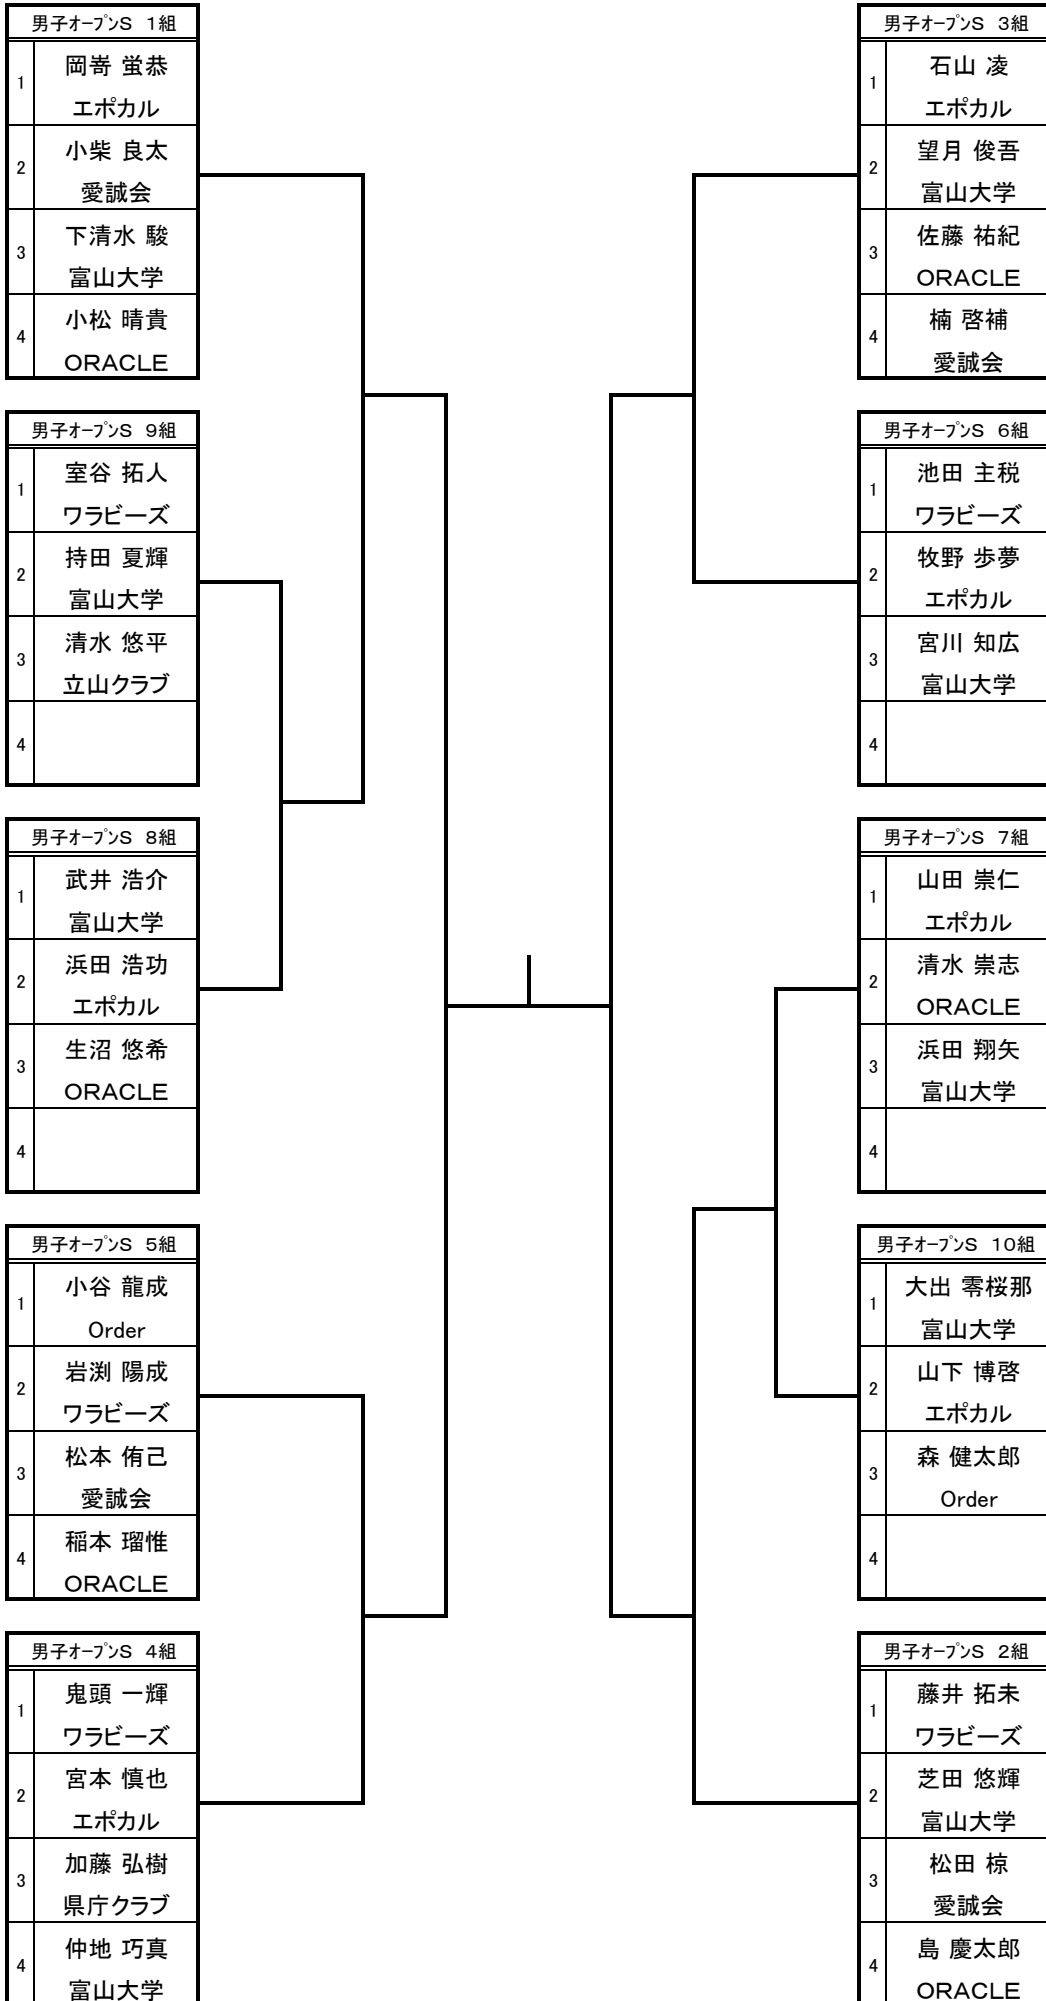 男子オープンS 1組
1
岡嵜 蛍恭
エポカル
2
小柴 良太
愛誠会
3
下清水 駿
富山大学
4
小松 晴貴
ORACLE
男子オープンS 9組
1
室谷 拓人
ワラビーズ
2
持田 夏輝
富山大学
3
清水 悠平
立山クラブ
4
男子オープンS 8組
1
武井 浩介
富山大学
2
浜田 浩功
エポカル
3
生沼 悠希
ORACLE
4
男子オープンS 5組
1
小谷 龍成
Order
2
岩渕 陽成
ワラビーズ
3
松本 侑己
愛誠会
4
稲本 瑠惟
ORACLE
男子オープンS 4組
1
鬼頭 一輝
ワラビーズ
2
宮本 慎也
エポカル
3
加藤 弘樹
県庁クラブ
4
仲地 巧真
富山大学
男子オープンS 3組
1
石山 凌
エポカル
2
望月 俊吾
富山大学
3
佐藤 祐紀
ORACLE
4
楠 啓補
愛誠会
男子オープンS 6組
1
池田 主税
ワラビーズ
2
牧野 歩夢
エポカル
3
宮川 知広
富山大学
4
男子オープンS 7組
1
山田 崇仁
エポカル
2
清水 崇志
ORACLE
3
浜田 翔矢
富山大学
4
男子オープンS 10組
1
大出 零桜那
富山大学
2
山下 博啓
エポカル
3
森 健太郎
Order
4
男子オープンS 2組
1
藤井 拓未
ワラビーズ
2
芝田 悠輝
富山大学
3
松田 椋
愛誠会
4
島 慶太郎
ORACLE